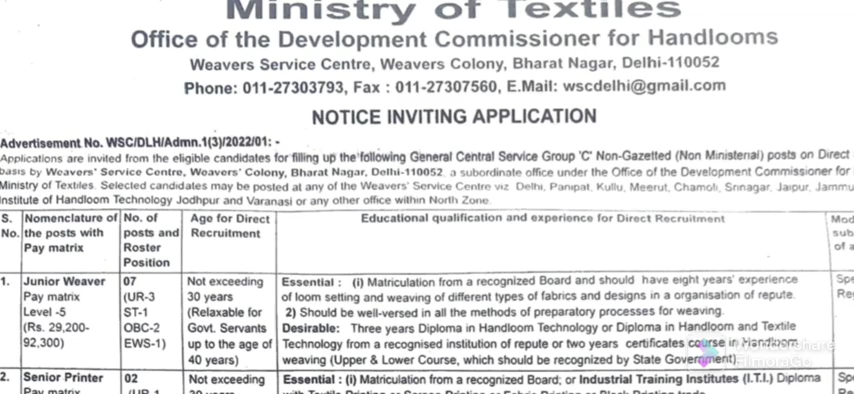 Ministry of Textiles
Office of the Development Commissioner for Handlooms
Weavers Service Centre, Weavers Colony, Bharat Nagar, Delhi-110052
Phone: 011-27303793, Fax : 011-27307560, E.Mail: wscdelhi@gmail.com
NOTICE INVITING APPLICATION
Advertisement No. WSC/DLH/Admn.1(3)/2022/01: -
Applications are invited from the eligible candidates for filling up the following General Central Service Group 'C' Non-Gazetted (Non Ministerial) posts on Direct
basis by Weavers' Service Centre, Weavers' Colony, Bharat Nagar, Delhi-110052, a subordinate office under the Office of the Development Commissioner for
Ministry of Textiles. Selected candidates may be posted at any of the Weavers' Service Centre viz. Delhi, Panipat, Kullu, Meerut, Chamoli, Srinagar, Jaipur, Jammu
Institute of Handloom Technology Jodhpur and Varanasi or any other office within North Zone.
S. No. Nomenclature of the posts with Pay matrix
No. of posts and Roster Position
Age for Direct Recruitment
Educational qualification and experience for Direct Recruitment
1. Junior Weaver
Pay matrix
Level -5
(Rs. 29,200-
92,300)
07
(UR-3
ST-1
OBC-2
EWS-1)
Not exceeding
30 years
(Relaxable for
Govt. Servants
up to the age of
40 years)
Essential : (i) Matriculation from a recognized Board and should have eight years' experience
of loom setting and weaving of different types of fabrics and designs in a organisation of repute.
2) Should be well-versed in all the methods of preparatory processes for weaving.
Desirable: Three years Diploma in Handloom Technology or Diploma in Handloom and Textile
Technology from a recognised institution of repute or two years certificates course in Handloom
weaving (Upper & Lower Course, which should be recognized by State Government).
2. Senior Printer
02
Not exceeding
Essential : (i) Matriculation from a recognized Board; or Industrial Training Institutes (I.T.I.) Diploma